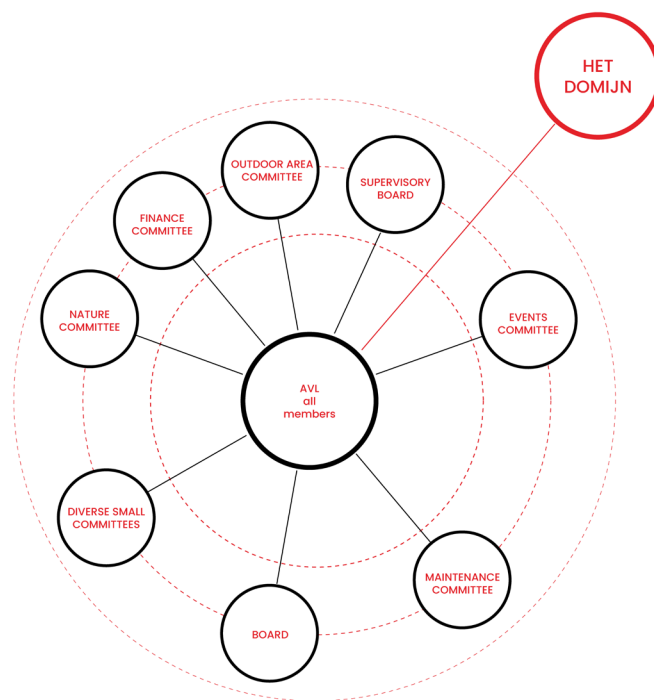 HET
DOMIJN
OUTDOOR AREA
COMMITTEE
SUPERVISORY
BOARD
FINANCE
COMMITTEE
NATURE
COMMITTEE
EVENTS
COMMITTEE
AVL
all
members
DIVERSE SMALL
COMMITTEES
MAINTENANCE
COMMITTEE
BOARD